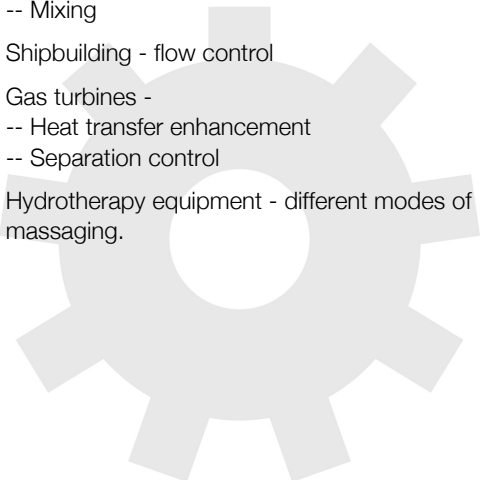 -- Mixing
Shipbuilding - flow control
Gas turbines -
-- Heat transfer enhancement
-- Separation control
Hydrotherapy equipment - different modes of
massaging.